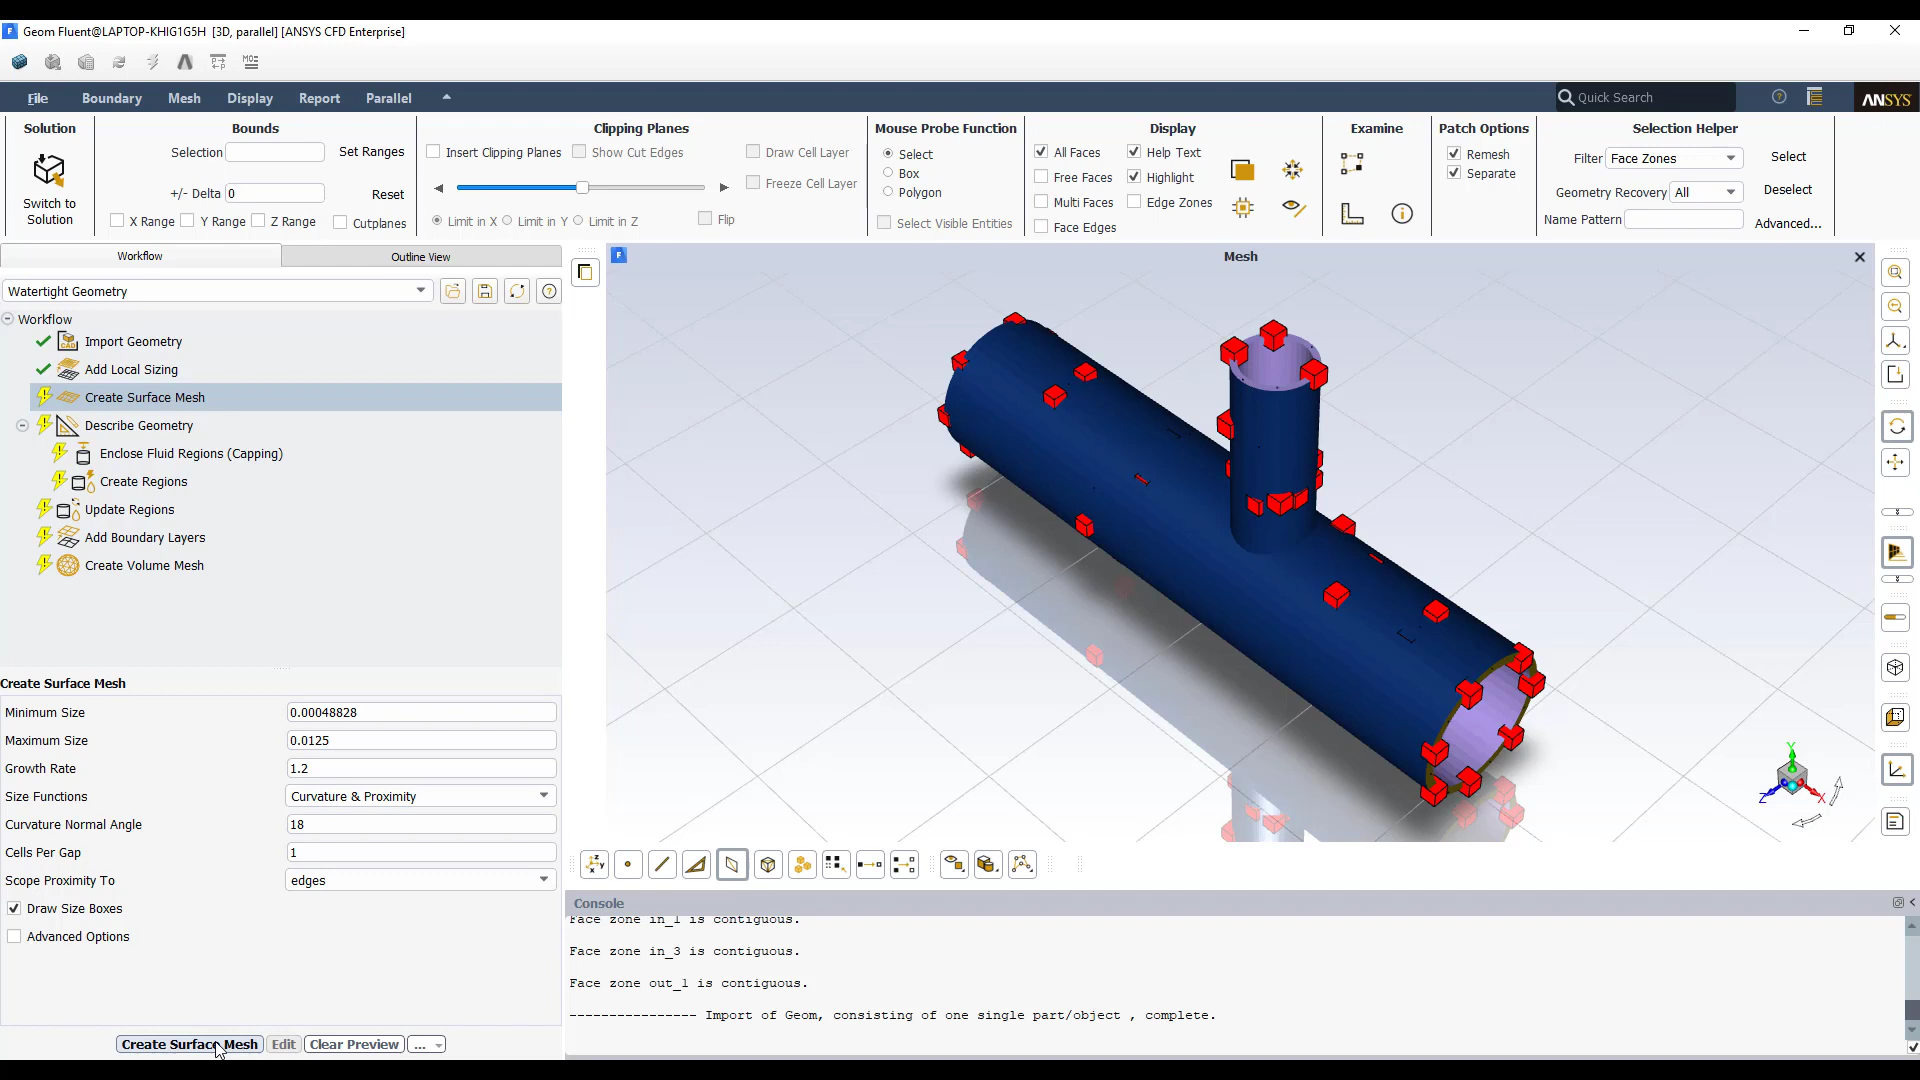 Geom Fluent@LAPTOP-KHIG1G5H [3D, parallel] [ANSYS CFD Enterprise]
File Boundary Mesh Display Report Parallel Quick Search ANSYS
Solution
Switch to
Solution
Bounds
Selection Set Ranges
+/- Delta 0 Reset
X Range Y Range Z Range Cutplanes
Clipping Planes
Insert Clipping Planes Show Cut Edges Draw Cell Layer
Freeze Cell Layer
Limit in X Limit in Y Limit in Z Flip
Mouse Probe Function
Select
Box
Polygon
Select Visible Entities
Display
All Faces Help Text
Free Faces Highlight
Multi Faces Edge Zones
Face Edges
Examine
Patch Options
Remesh
Separate
Selection Helper
Filter Face Zones Select
Geometry Recovery All Deselect
Name Pattern Advanced...
Workflow Outline View
Watertight Geometry
Workflow
Import Geometry
Add Local Sizing
Create Surface Mesh
Describe Geometry
Enclose Fluid Regions (Capping)
Create Regions
Update Regions
Add Boundary Layers
Create Volume Mesh
Create Surface Mesh
Minimum Size 0.00048828
Maximum Size 0.0125
Growth Rate 1.2
Size Functions Curvature & Proximity
Curvature Normal Angle 18
Cells Per Gap 1
Scope Proximity To edges
Draw Size Boxes
Advanced Options
Create Surface Mesh Edit Clear Preview ...
Mesh
Y
Z X
Console
Face zone in_1 is contiguous.
Face zone in_3 is contiguous.
Face zone out_1 is contiguous.
---------------- Import of Geom, consisting of one single part/object , complete.